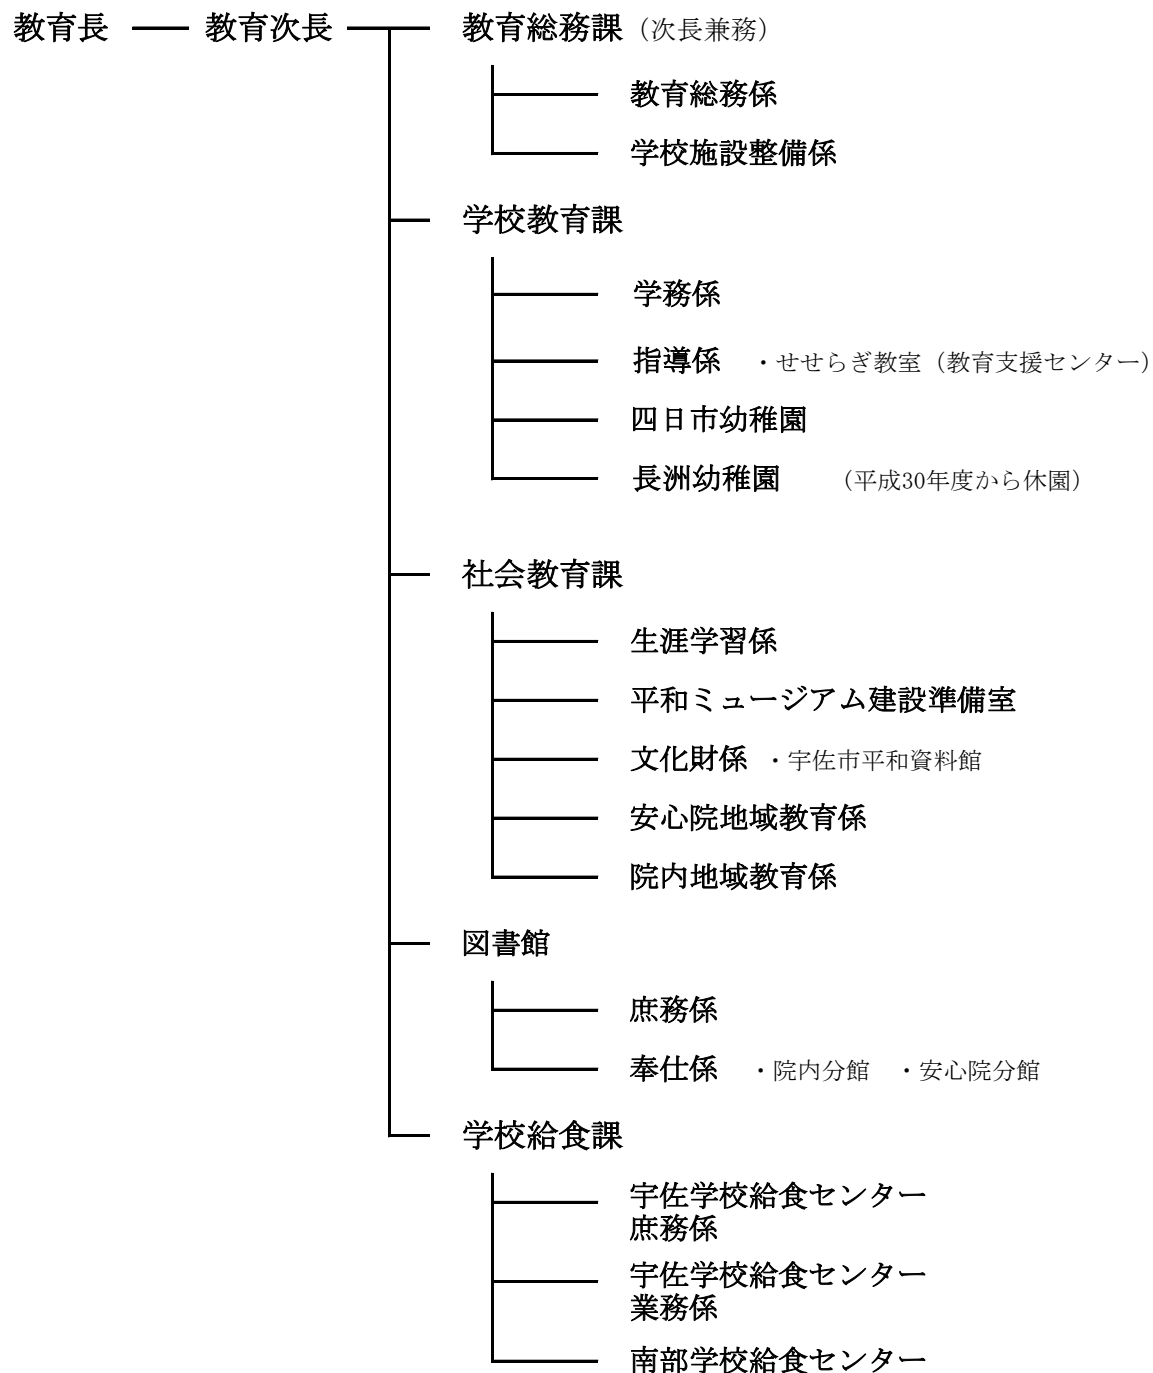 教育長 教育次長 教育総務課（次長兼務）
教育総務係
学校施設整備係
学校教育課
学務係
指導係 ・せせらぎ教室（教育支援センター）
四日市幼稚園
長洲幼稚園 （平成30年度から休園）
社会教育課
生涯学習係
平和ミュージアム建設準備室
文化財係 ・宇佐市平和資料館
安心院地域教育係
院内地域教育係
図書館
庶務係
奉仕係 ・院内分館 ・安心院分館
学校給食課
宇佐学校給食センター
庶務係
宇佐学校給食センター
業務係
南部学校給食センター